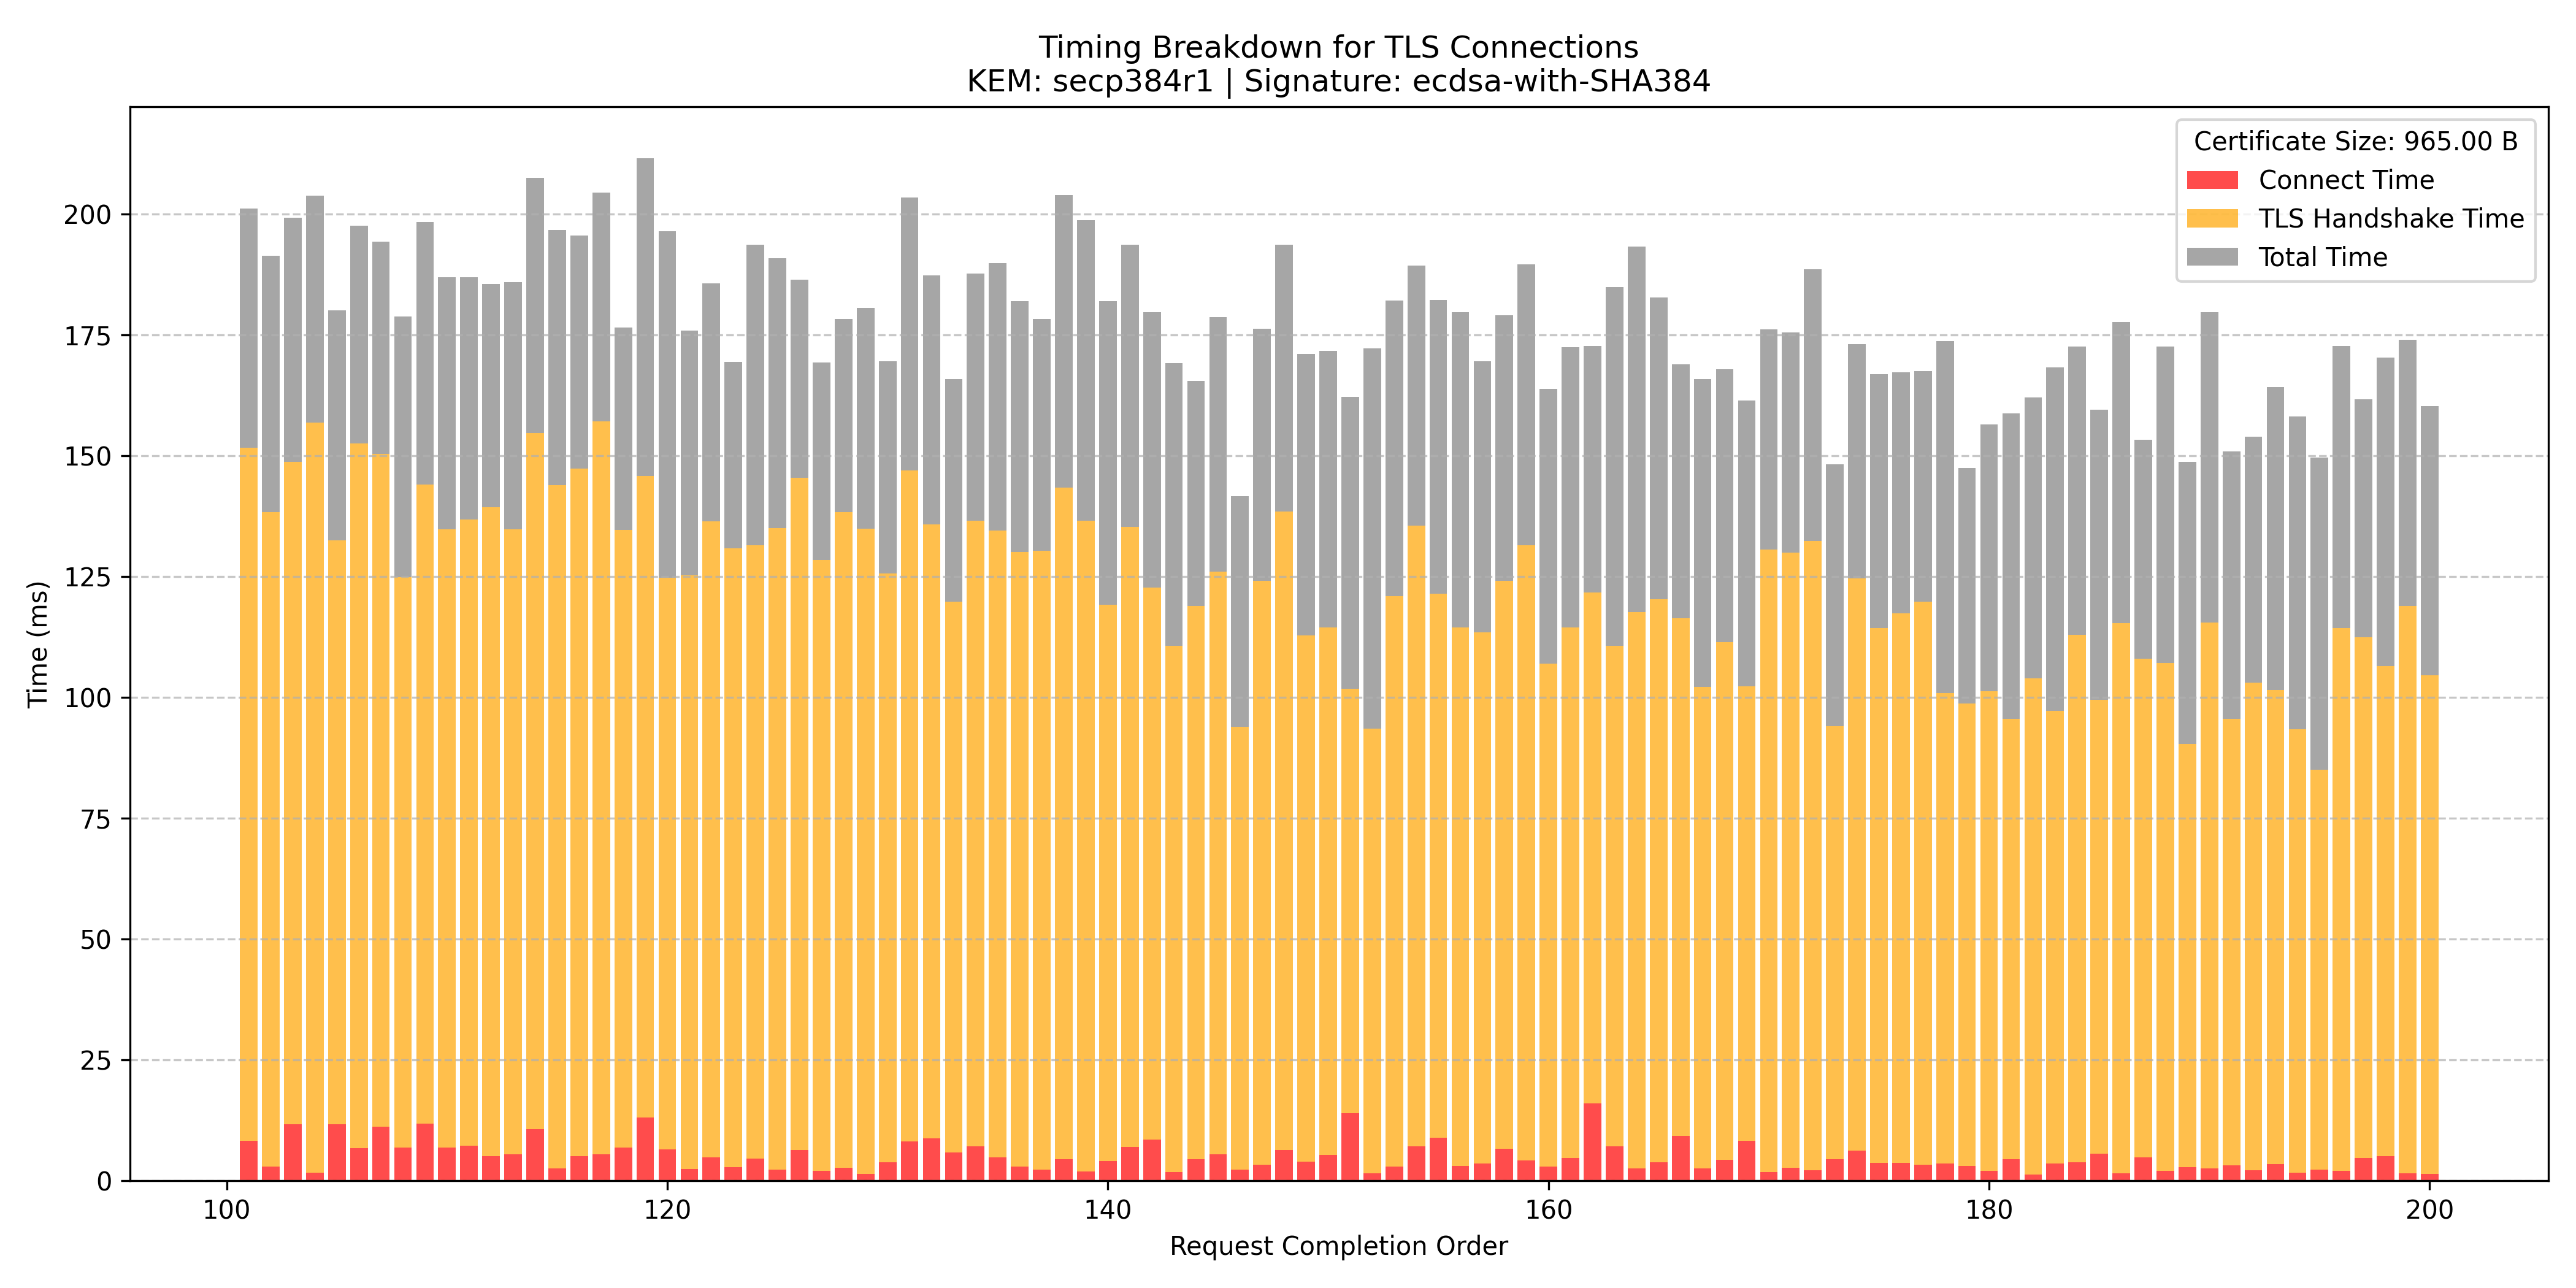 Timing Breakdown for TLS Connections
KEM: secp384r1 | Signature: ecdsa-with-SHA384
Certificate Size: 965.00 B
Connect Time
TLS Handshake Time
Total Time
Time (ms)
200
175
150
125
100
75
50
25
0
100 120 140 160 180 200
Request Completion Order